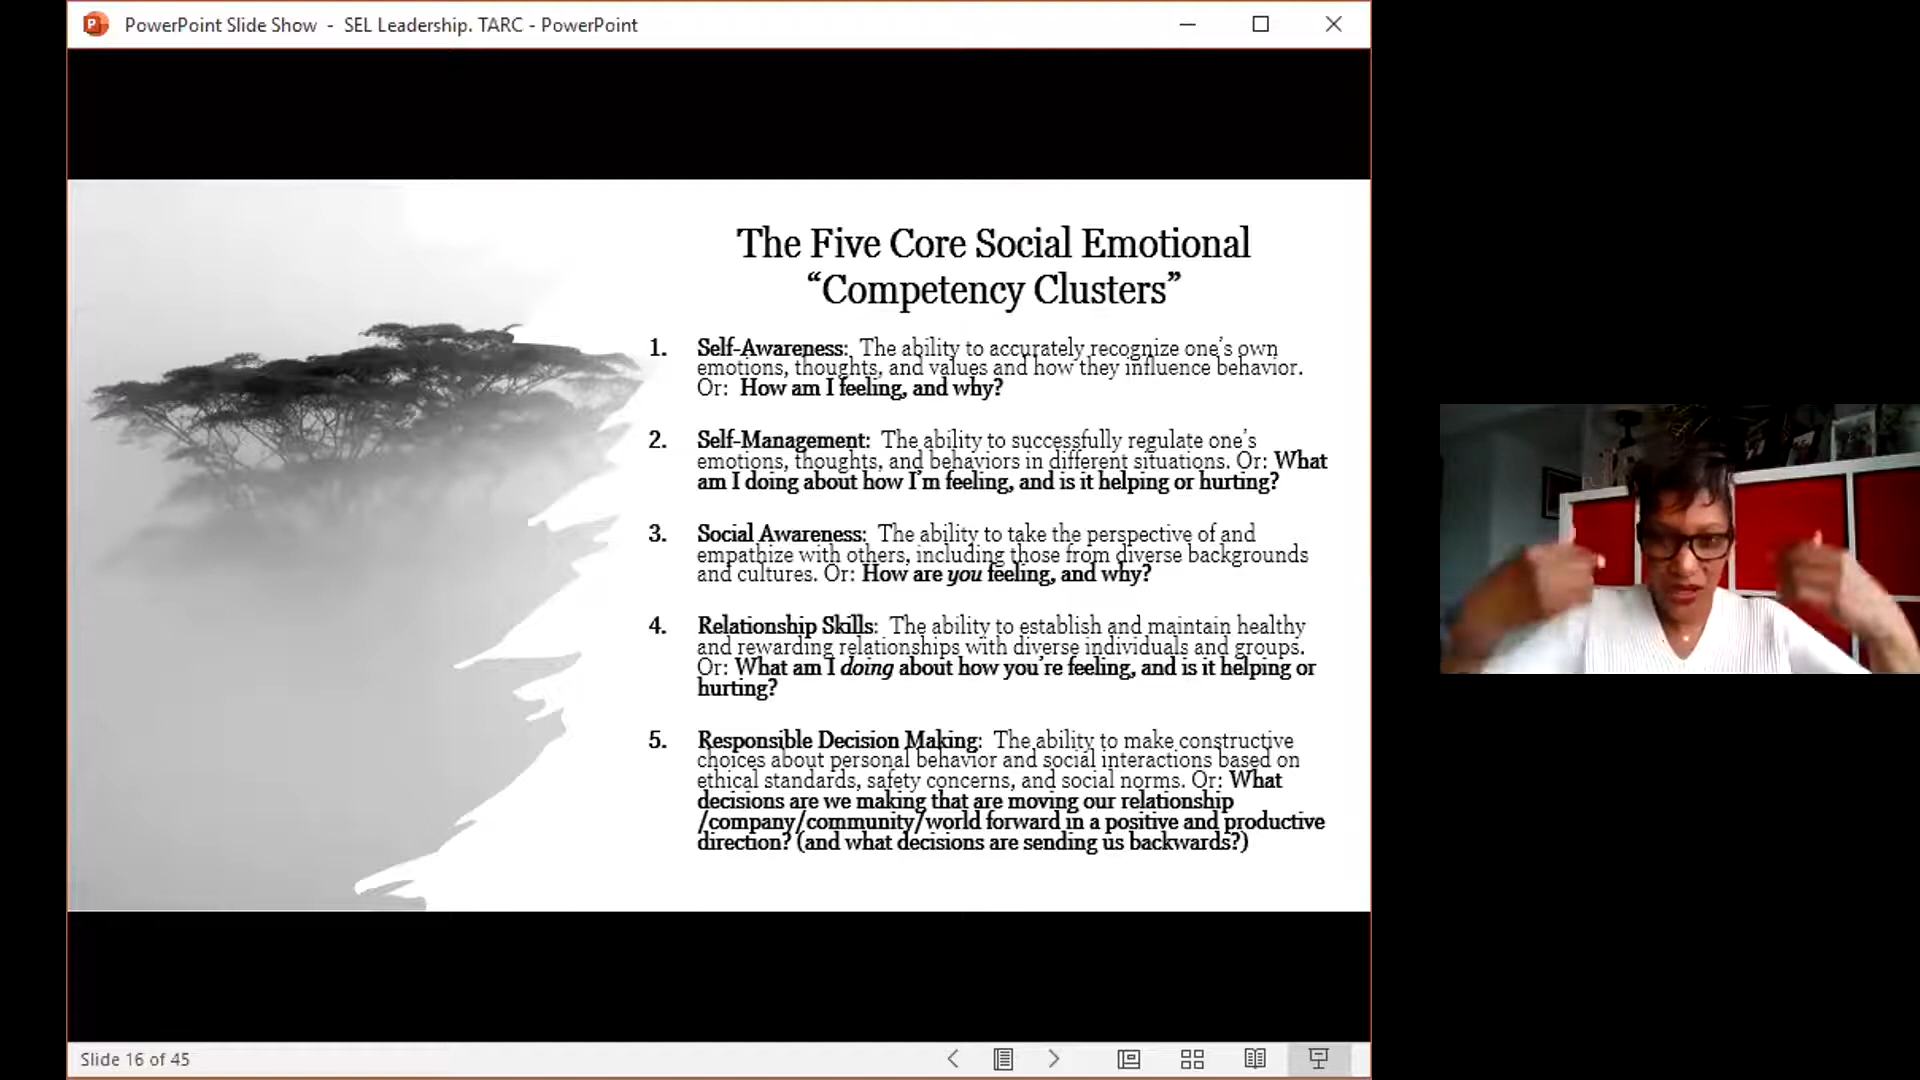 PowerPoint Slide Show - SEL Leadership. TARC - PowerPoint
The Five Core Social Emotional
“Competency Clusters”
1. Self-Awareness: The ability to accurately recognize one’s own
emotions, thoughts, and values and how they influence behavior.
Or: How am I feeling, and why?
2. Self-Management: The ability to successfully regulate one’s
emotions, thoughts, and behaviors in different situations. Or: What
am I doing about how I’m feeling, and is it helping or hurting?
3. Social Awareness: The ability to take the perspective of and
empathize with others, including those from diverse backgrounds
and cultures. Or: How are you feeling, and why?
4. Relationship Skills: The ability to establish and maintain healthy
and rewarding relationships with diverse individuals and groups.
Or: What am I doing about how you’re feeling, and is it helping or
hurting?
5. Responsible Decision Making: The ability to make constructive
choices about personal behavior and social interactions based on
ethical standards, safety concerns, and social norms. Or: What
decisions are we making that are moving our relationship
/company/community/world forward in a positive and productive
direction? (and what decisions are sending us backwards?)
Slide 16 of 45